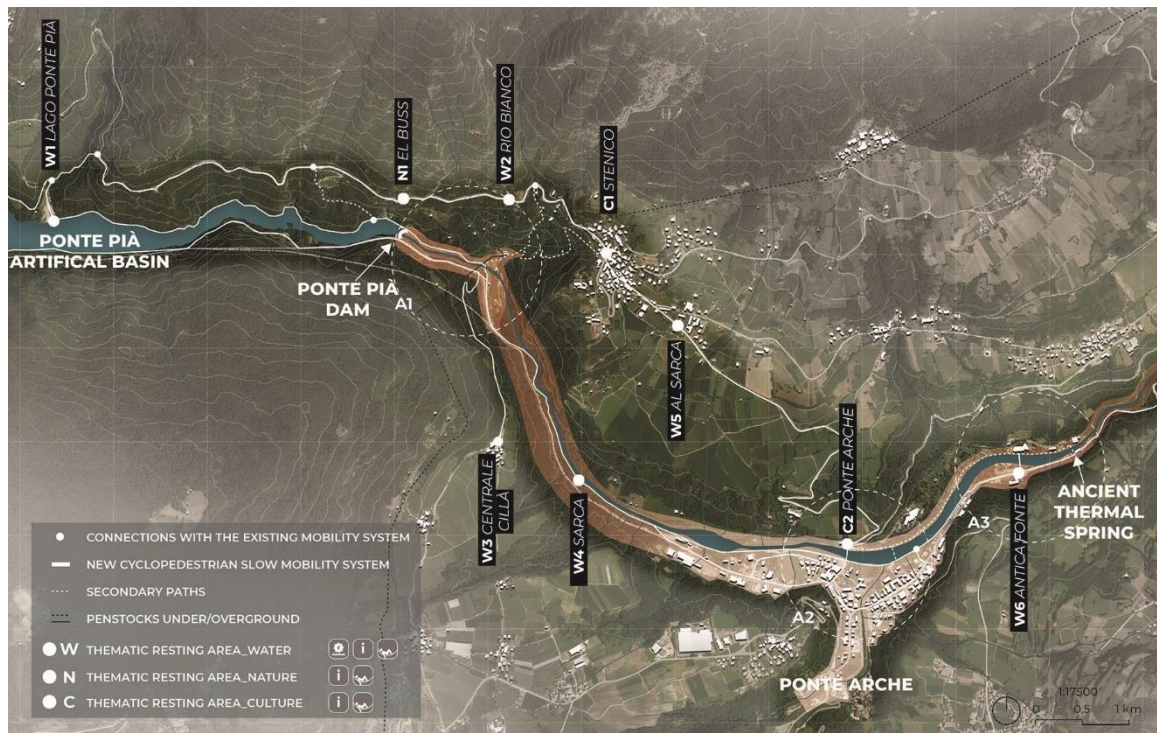 W1 LAGO PONTE PIÀ
N1 EL BUSS
W2 RIO BIANCO
C1 STENICO
PONTE PIÀ
ARTIFICAL BASIN
PONTE PIÀ
DAM
A1
W5 AL SARCA
W3 CENTRALE
CILLÀ
W4 SARCA
C2 PONTE ARCHE
W6 ANTICA FONTE
ANCIENT
THERMAL
SPRING
A3
A2
PONTE ARCHE
CONNECTIONS WITH THE EXISTING MOBILITY SYSTEM
NEW CYCLOPEDESTRIAN SLOW MOBILITY SYSTEM
SECONDARY PATHS
PENSTOCKS UNDER/OVERGROUND
W THEMATIC RESTING AREA_WATER i
N THEMATIC RESTING AREA_NATURE i
C THEMATIC RESTING AREA_CULTURE i
1:17500
0 0,5 1 km